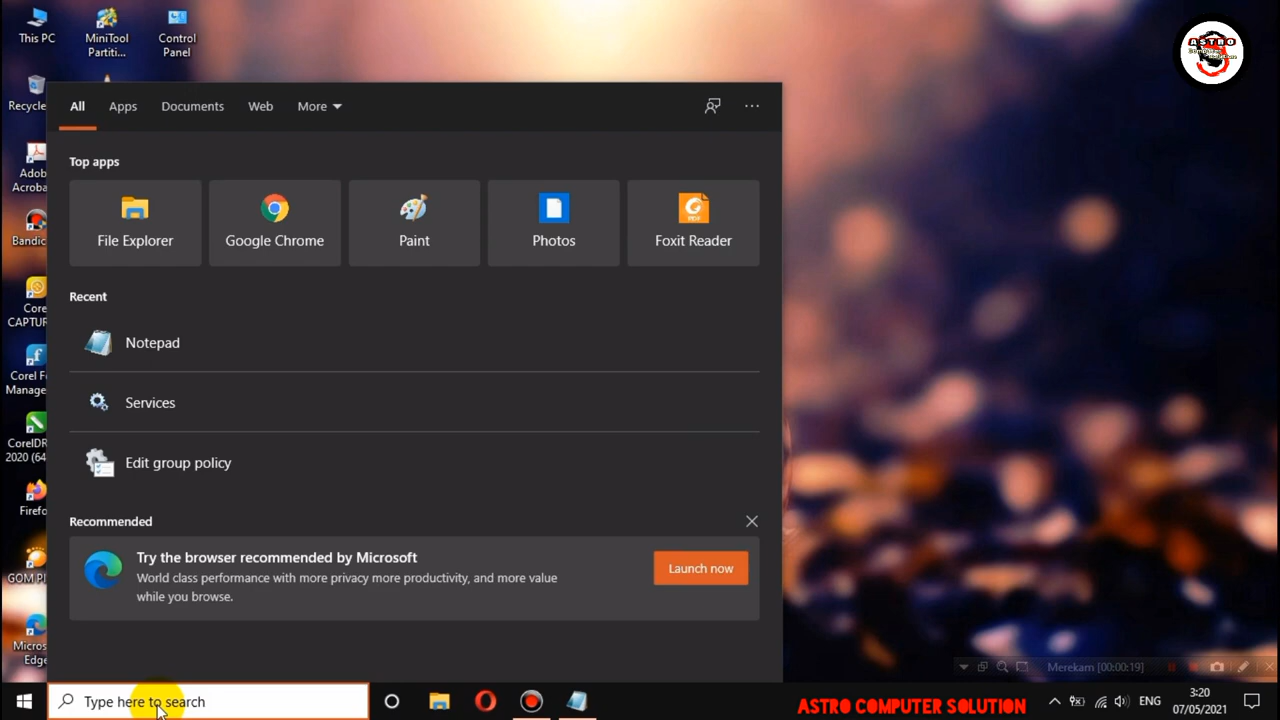 This PC
MiniTool
Partiti...
Control
Panel
ASTRO
Recycle
Adob
Acroba
Bandic
Core
CAPTUR
Corel Fo
Manage
CorelDR
2020 (64
Firefo
GOM Pl
Micros
Edge
All
Apps
Documents
Web
More
Top apps
File Explorer
Google Chrome
Paint
Photos
Foxit Reader
Recent
Notepad
Services
Edit group policy
Recommended
Try the browser recommended by Microsoft
World class performance with more privacy more productivity, and more value
while you browse.
Launch now
Merekam [00:00:19]
Type here to search
ASTRO COMPUTER SOLUTION
ENG
3:20
07/05/2021